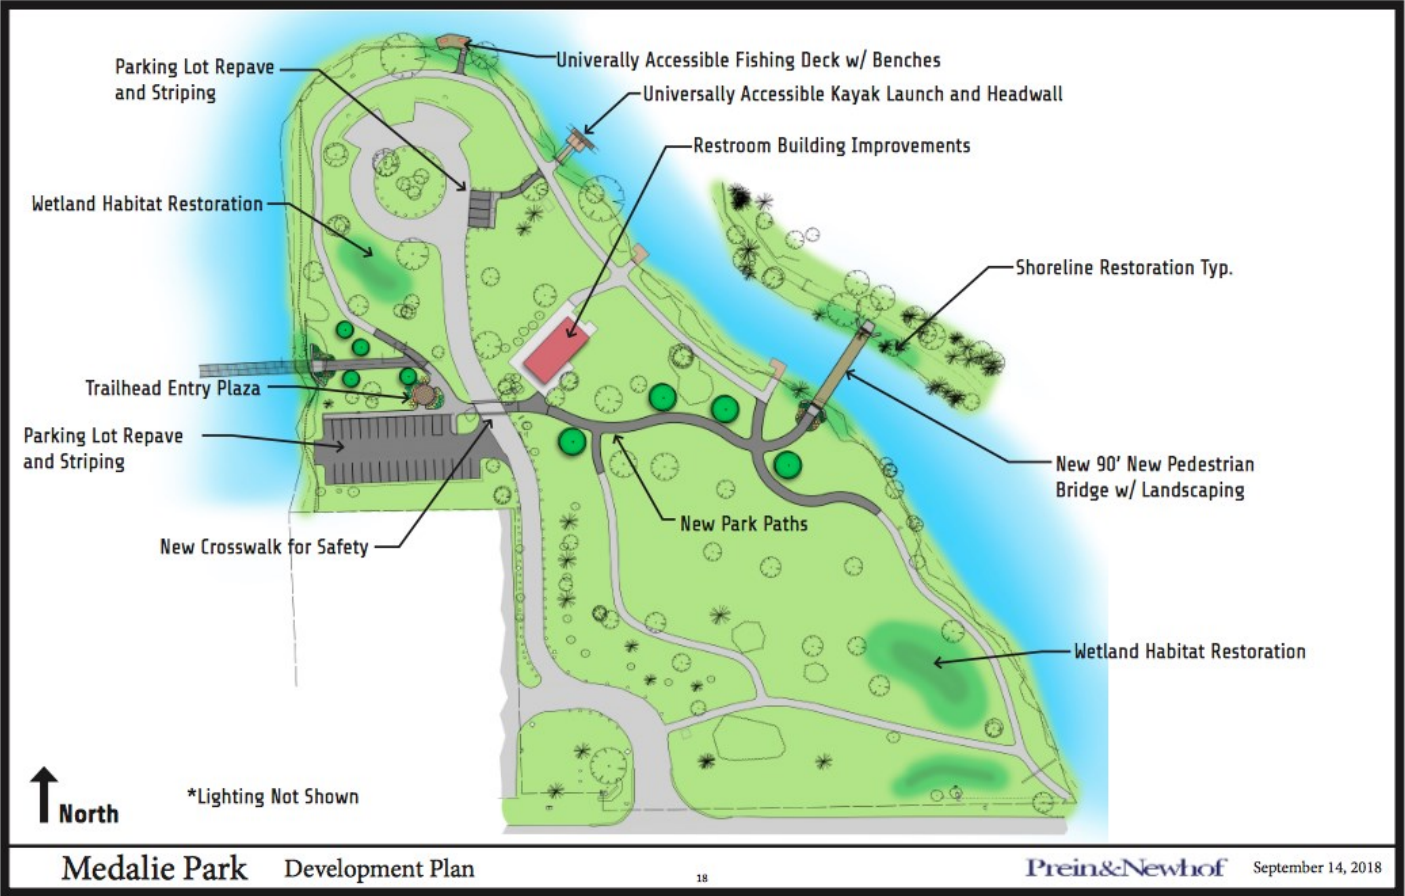 Univerally Accessible Fishing Deck w/ Benches
Parking Lot Repave
and Striping
Universally Accessible Kayak Launch and Headwall
Restroom Building Improvements
Wetland Habitat Restoration
Shoreline Restoration Typ.
Trailhead Entry Plaza
Parking Lot Repave
and Striping
New 90' New Pedestrian
Bridge w/ Landscaping
New Park Paths
New Crosswalk for Safety
Wetland Habitat Restoration
*Lighting Not Shown
North
Medalie Park
Development Plan
18
Prein&Newhof
September 14, 2018